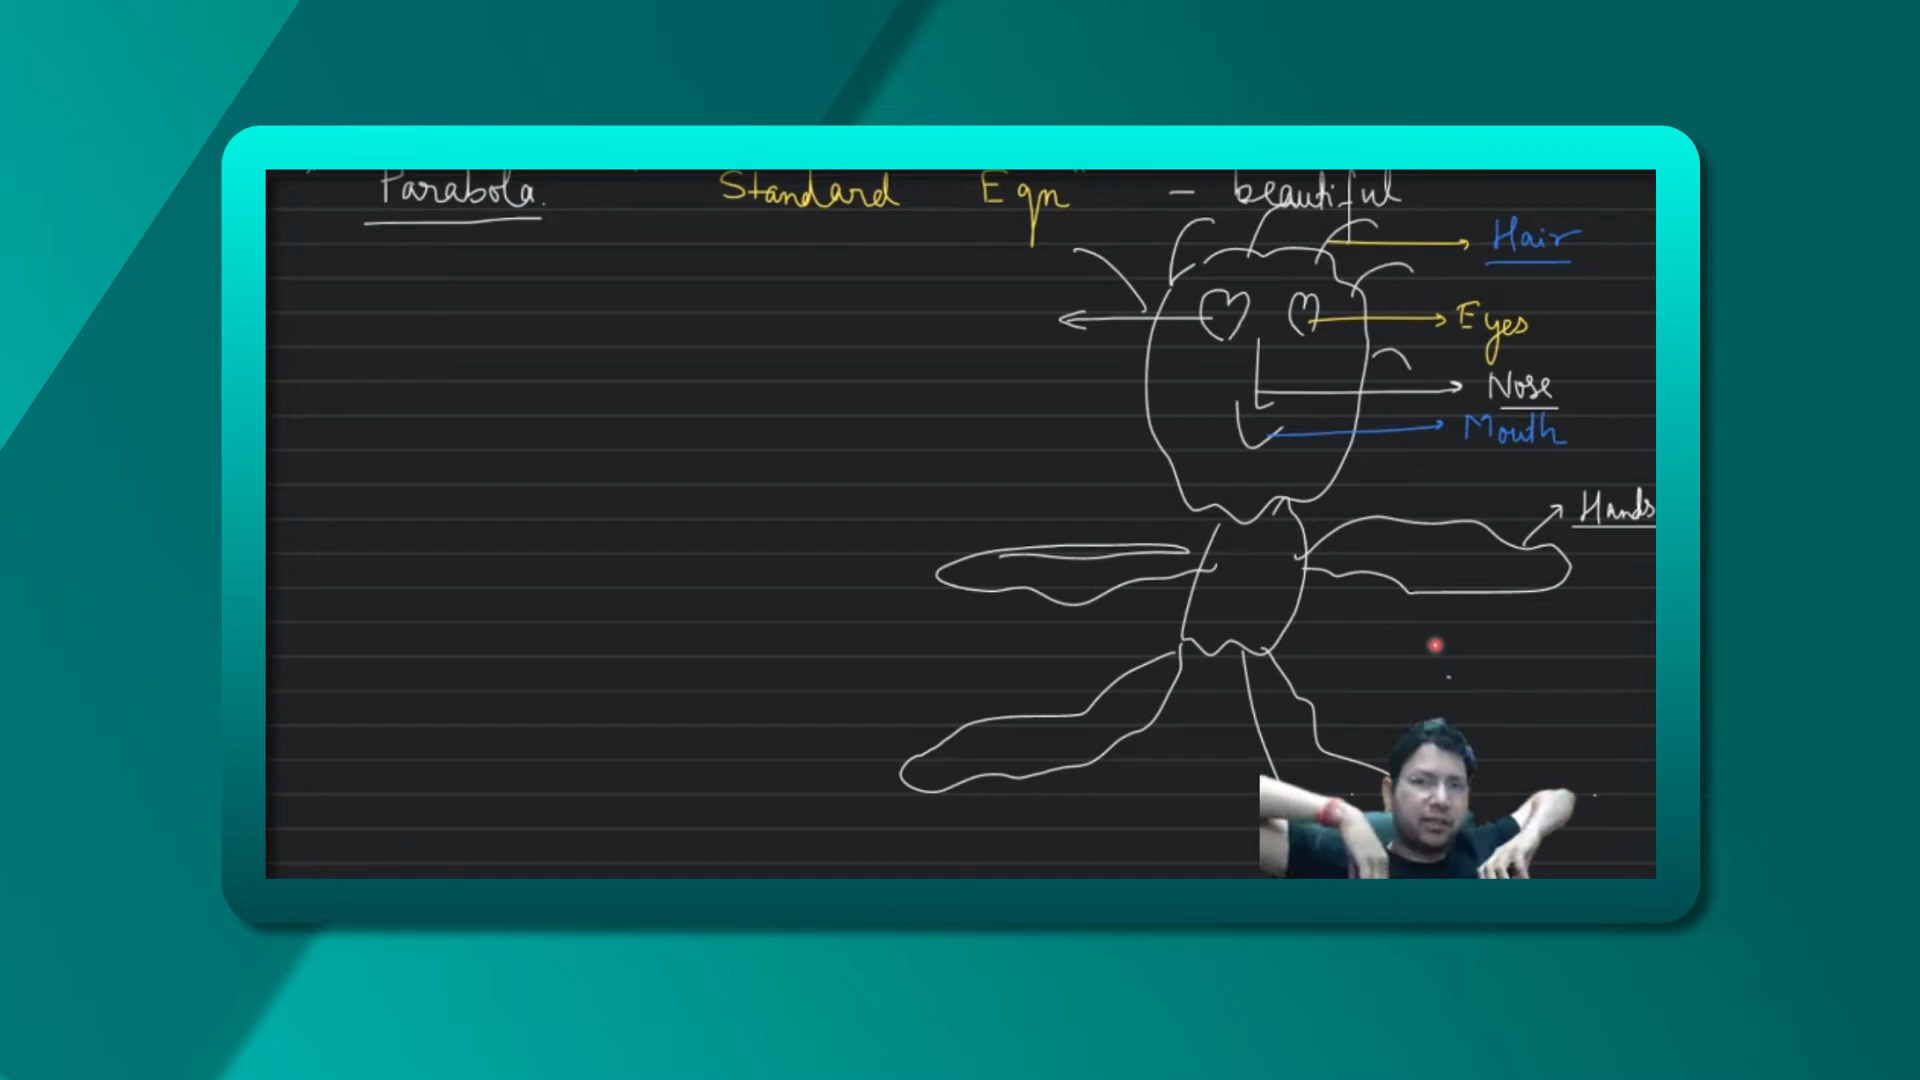 Parabola. Standard Eqn" - beautiful
Hair
Eyes
Nose
Mouth
Hands